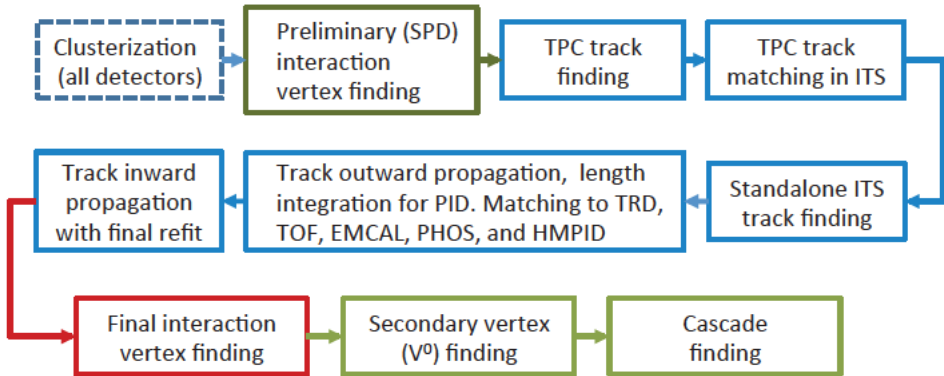 Clusterization
(all detectors)
Preliminary (SPD)
interaction
vertex finding
TPC track
finding
TPC track
matching in ITS
Standalone ITS
track finding
Track outward propagation, length
integration for PID. Matching to TRD,
TOF, EMCAL, PHOS, and HMPID
Track inward
propagation
with final refit
Final interaction
vertex finding
Secondary vertex
(V⁰) finding
Cascade
finding